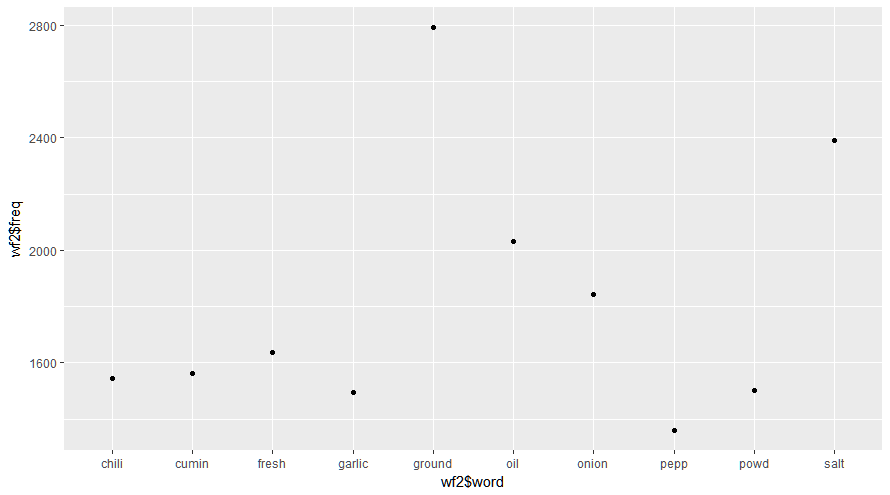 2800
2400
2000
1600
wf2$freq
chili cumin fresh garlic ground oil onion pepp powd salt
wf2$word